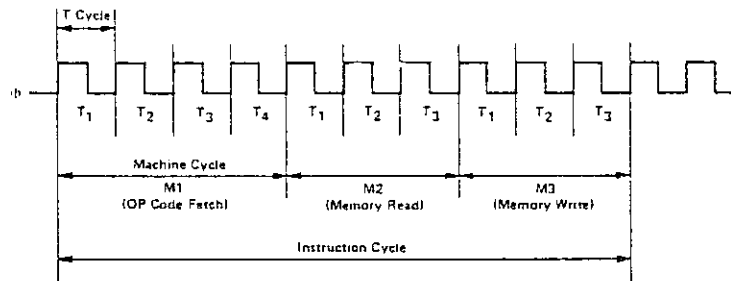 T Cycle
Φ
T1 T2 T3 T4 T1 T2 T3 T1 T2 T3
Machine Cycle
M1 M2 M3
(OP Code Fetch) (Memory Read) (Memory Write)
Instruction Cycle